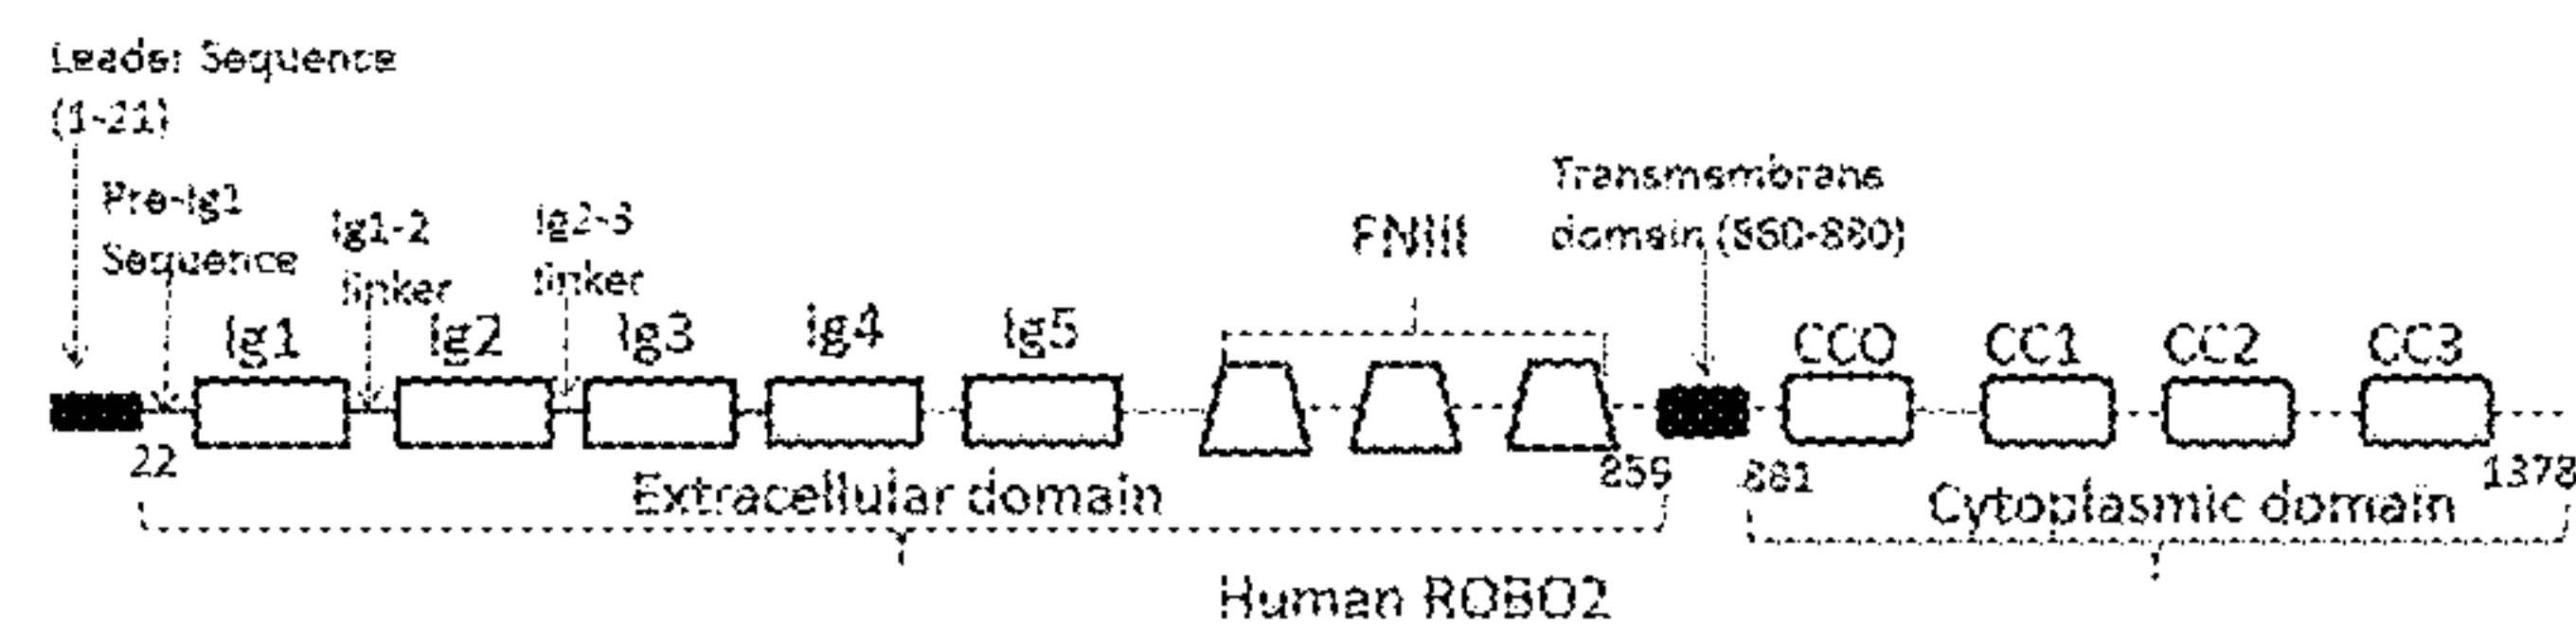 Leader Sequence
(1-21)
Pre-Ig1
Sequence
Ig1-2
linker
Ig2-3
linker
Ig1
Ig2
Ig3
Ig4
Ig5
FNIII
Transmembrane
domain (860-880)
CC0
CC1
CC2
CC3
22
859
881
1378
Extracellular domain
Cytoplasmic domain
Human ROBO2